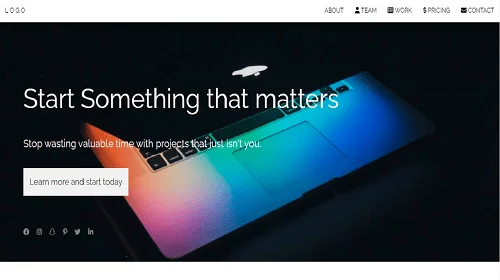 LOGO
ABOUT TEAM WORK PRICING CONTACT
Start Something that matters
Stop wasting valuable time with projects that just isn't you.
Learn more and start today